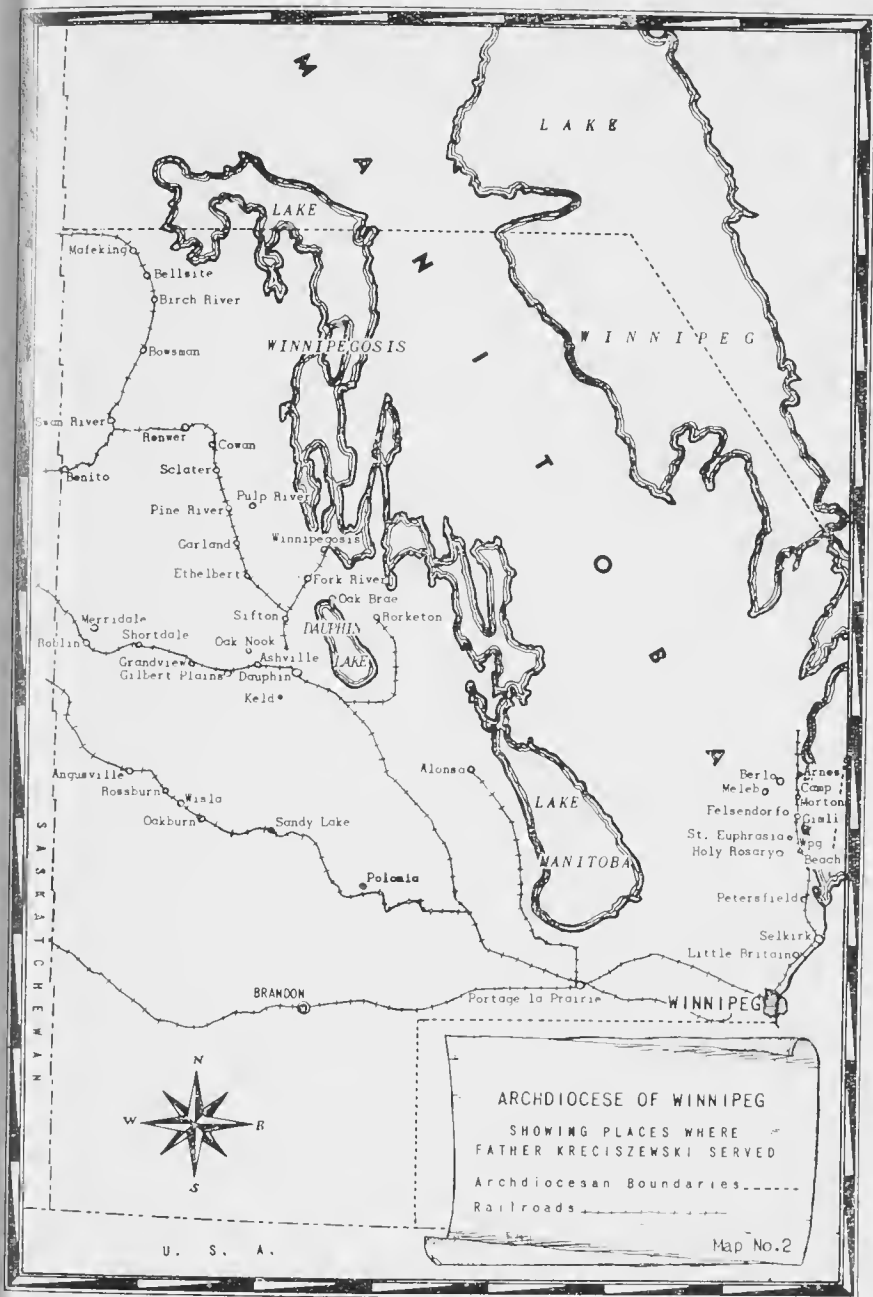 M A N I T O B A
LAKE
WINNIPEG
LAKE
WINNIPEGOSIS
Mafeking
Bellsite
Birch River
Bowsman
Swan River
Renwer
Cowan
Benito
Sclater
Pulp River
Pine River
Garland
Winnipegosis
Ethelbert
Fork River
Oak Brae
Sifton
Rorketon
DAUPHIN
LAKE
Merridale
Roblin
Shortdale
Oak Nook
Grandview
Ashville
Gilbert Plains
Dauphin
Keld
Angusville
Rossburn
Wisla
Oakburn
Sandy Lake
Polonia
Alonsa
LAKE
MANITOBA
Berlo
Arnes
Meleb
Camp
Morton
Felsendorf
Gimli
St. Euphrasia
Wpg
Holy Rosary
Beach
Petersfield
Selkirk
Little Britain
WINNIPEG
Portage la Prairie
BRANDON
SASKATCHEWAN
N
W
E
S
U. S. A.
ARCHDIOCESE OF WINNIPEG
SHOWING PLACES WHERE
FATHER KRECISZEWSKI SERVED
Archdiocesan Boundaries
Railroads
Map No.2